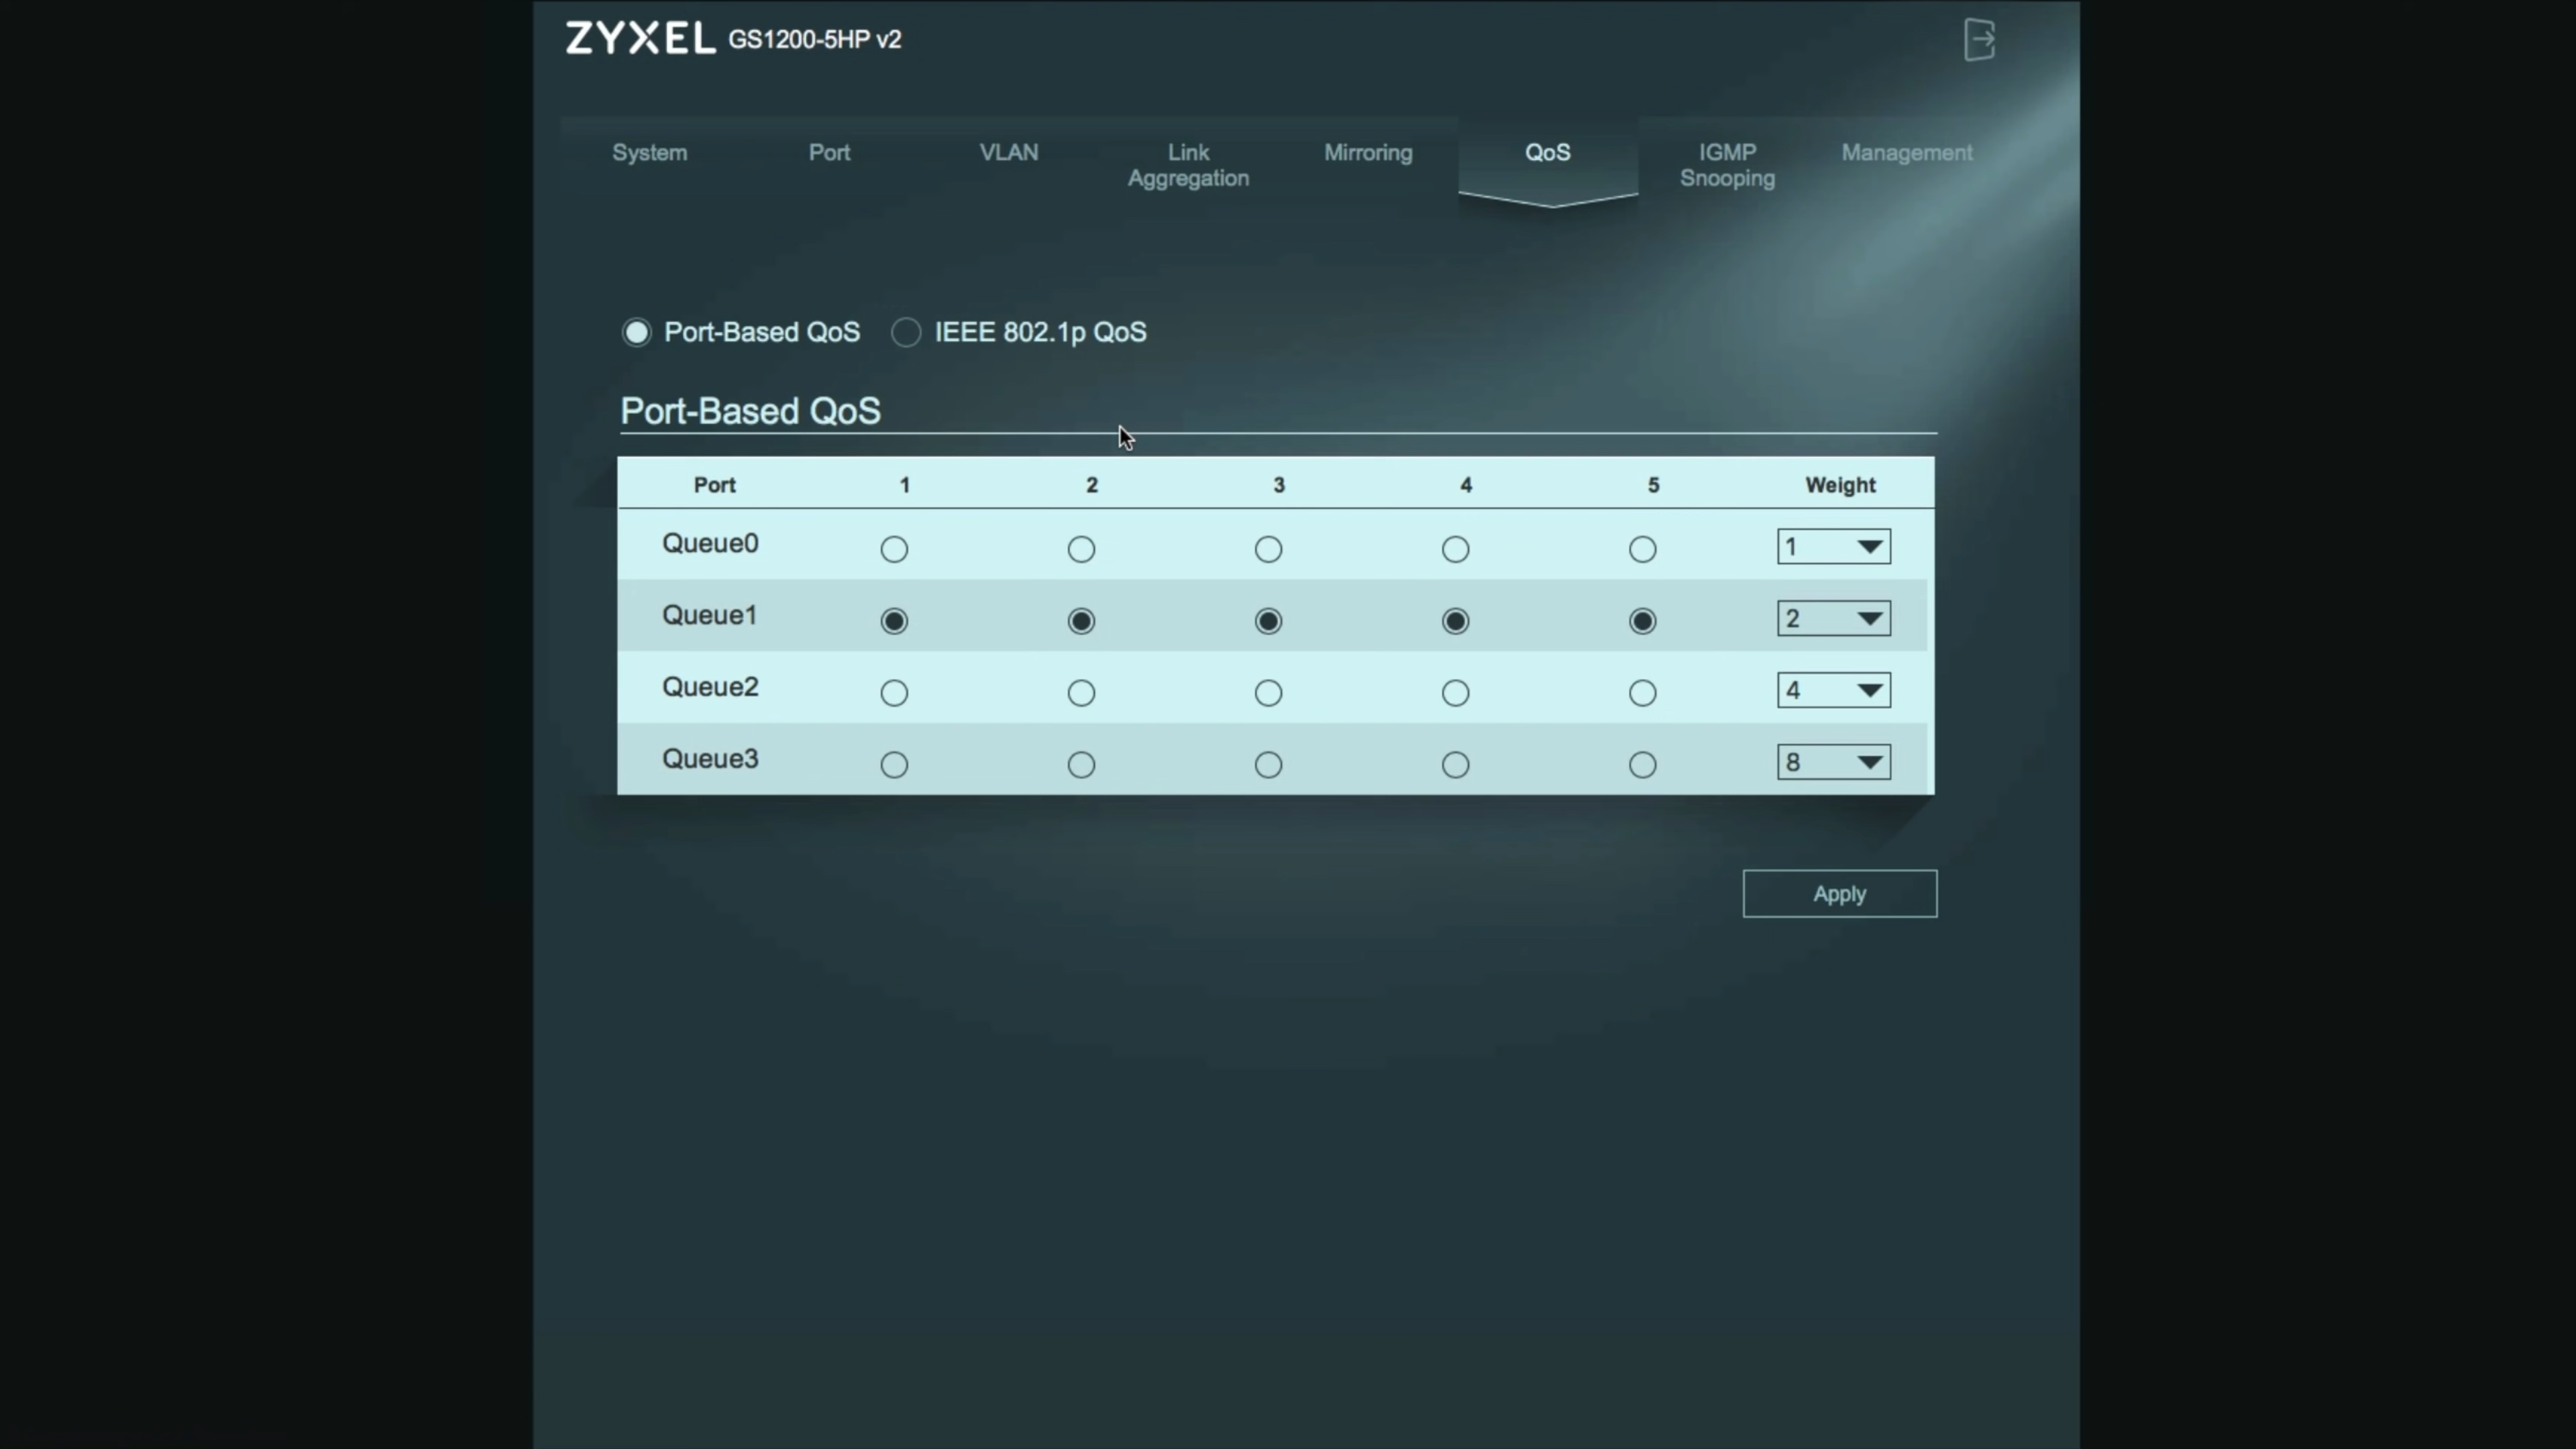 ZYXEL GS1200-5HP v2
System Port VLAN Link Aggregation Mirroring QoS IGMP Snooping Management
Port-Based QoS IEEE 802.1p QoS
Port-Based QoS
Port 1 2 3 4 5 Weight
Queue0 1
Queue1 2
Queue2 4
Queue3 8
Apply